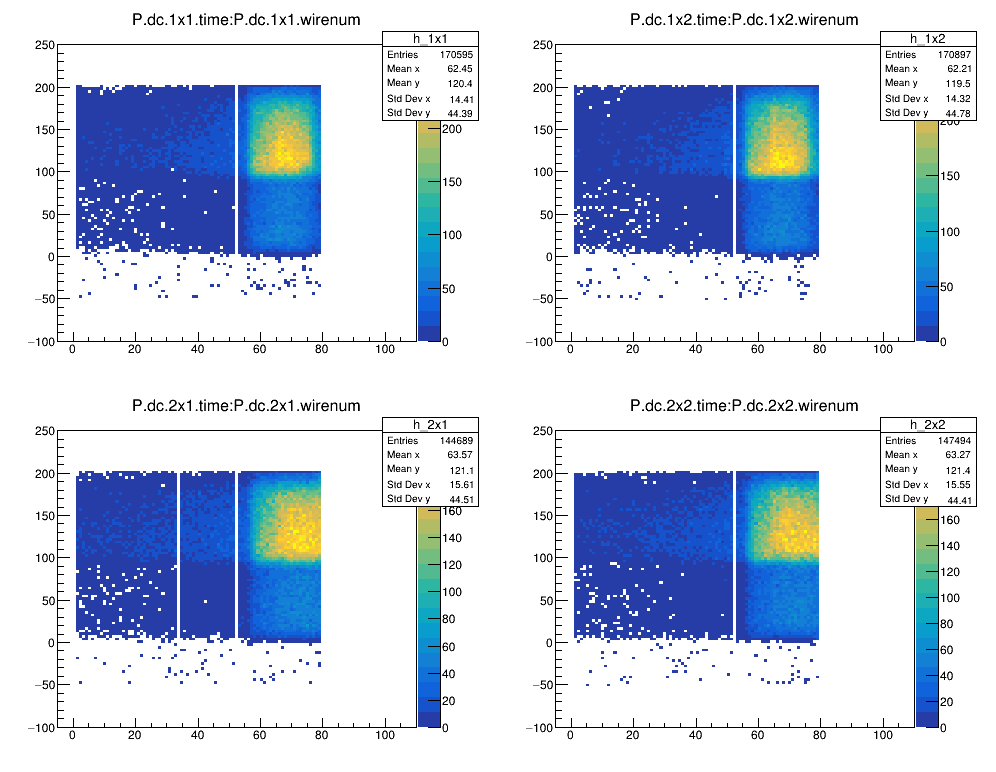 P.dc.1x1.time:P.dc.1x1.wirenum
h_1x1
Entries 170595
Mean x 62.45
Mean y 120.4
Std Dev x 14.41
Std Dev y 44.39
250
200
150
100
50
0
−50
−100
0 20 40 60 80 100
200
150
100
50
0
P.dc.1x2.time:P.dc.1x2.wirenum
h_1x2
Entries 170897
Mean x 62.21
Mean y 119.5
Std Dev x 14.32
Std Dev y 44.78
250
200
150
100
50
0
−50
−100
0 20 40 60 80 100
200
150
100
50
0
P.dc.2x1.time:P.dc.2x1.wirenum
h_2x1
Entries 144689
Mean x 63.57
Mean y 121.1
Std Dev x 15.61
Std Dev y 44.51
250
200
150
100
50
0
−50
−100
0 20 40 60 80 100
160
140
120
100
80
60
40
20
0
P.dc.2x2.time:P.dc.2x2.wirenum
h_2x2
Entries 147494
Mean x 63.27
Mean y 121.4
Std Dev x 15.55
Std Dev y 44.41
250
200
150
100
50
0
−50
−100
0 20 40 60 80 100
160
140
120
100
80
60
40
20
0